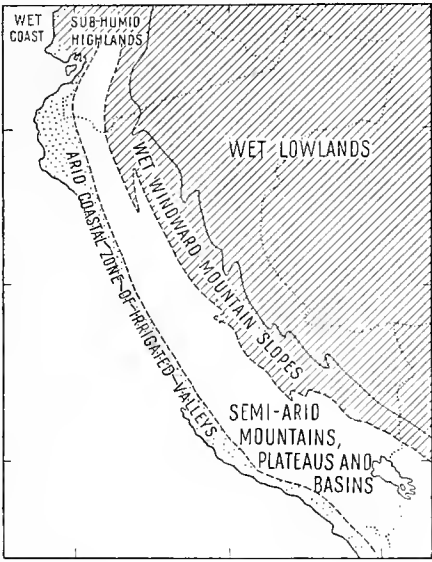 WET
COAST
SUB-HUMID
HIGHLANDS
WET LOWLANDS
WET WINDWARD MOUNTAIN SLOPES
ARID COASTAL ZONE OF IRRIGATED VALLEYS
SEMI-ARID
MOUNTAINS,
PLATEAUS AND
BASINS